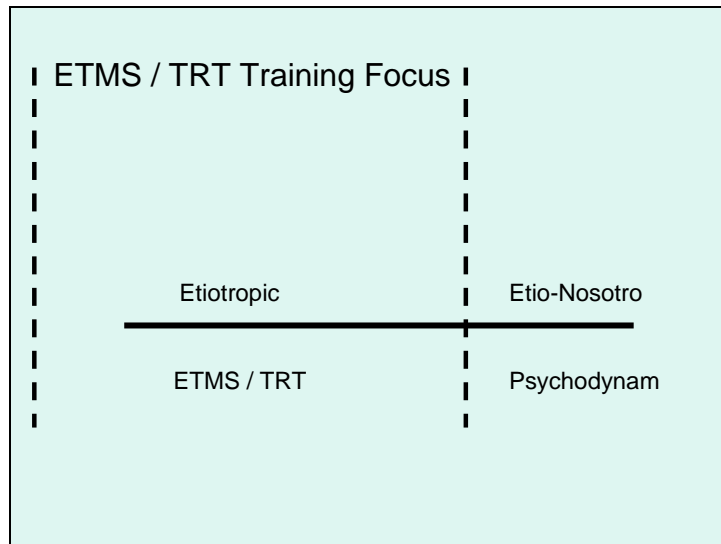 ETMS / TRT Training Focus
Etiotropic Etio-Nosotro
ETMS / TRT Psychodynam